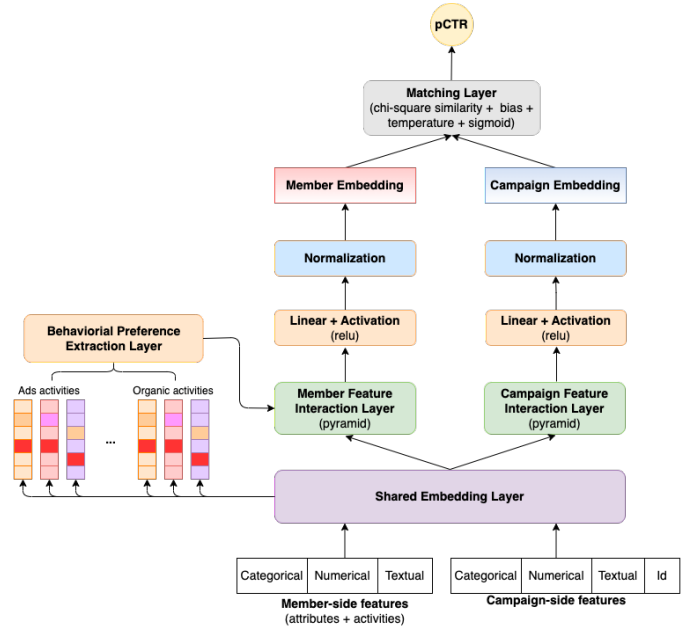 pCTR
Matching Layer
(chi-square similarity + bias +
temperature + sigmoid)
Member Embedding
Campaign Embedding
Normalization
Normalization
Linear + Activation
(relu)
Linear + Activation
(relu)
Behaviorial Preference
Extraction Layer
Ads activities
Organic activities
...
Member Feature
Interaction Layer
(pyramid)
Campaign Feature
Interaction Layer
(pyramid)
Shared Embedding Layer
Categorical Numerical Textual
Categorical Numerical Textual Id
Member-side features
(attributes + activities)
Campaign-side features